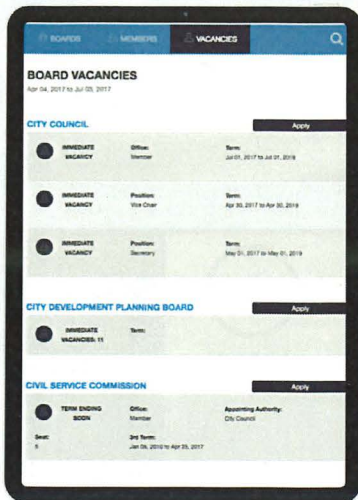 BOARDS MEMBERS VACANCIES
BOARD VACANCIES
Apr 04, 2017 to Jul 03, 2017
CITY COUNCIL Apply
IMMEDIATE Office: Term:
VACANCY Member Jul 01, 2017 to Jul 01, 2019
IMMEDIATE Position: Term:
VACANCY Vice Chair Apr 30, 2017 to Apr 30, 2019
IMMEDIATE Position: Term:
VACANCY Secretary May 01, 2017 to May 01, 2019
CITY DEVELOPMENT PLANNING BOARD Apply
IMMEDIATE Term:
VACANCIES: 11
CIVIL SERVICE COMMISSION Apply
TERM ENDING Office: Appointing Authority:
SOON Member City Council
Seat: 3rd Term:
Jan 06, 2010 to Apr 25, 2017